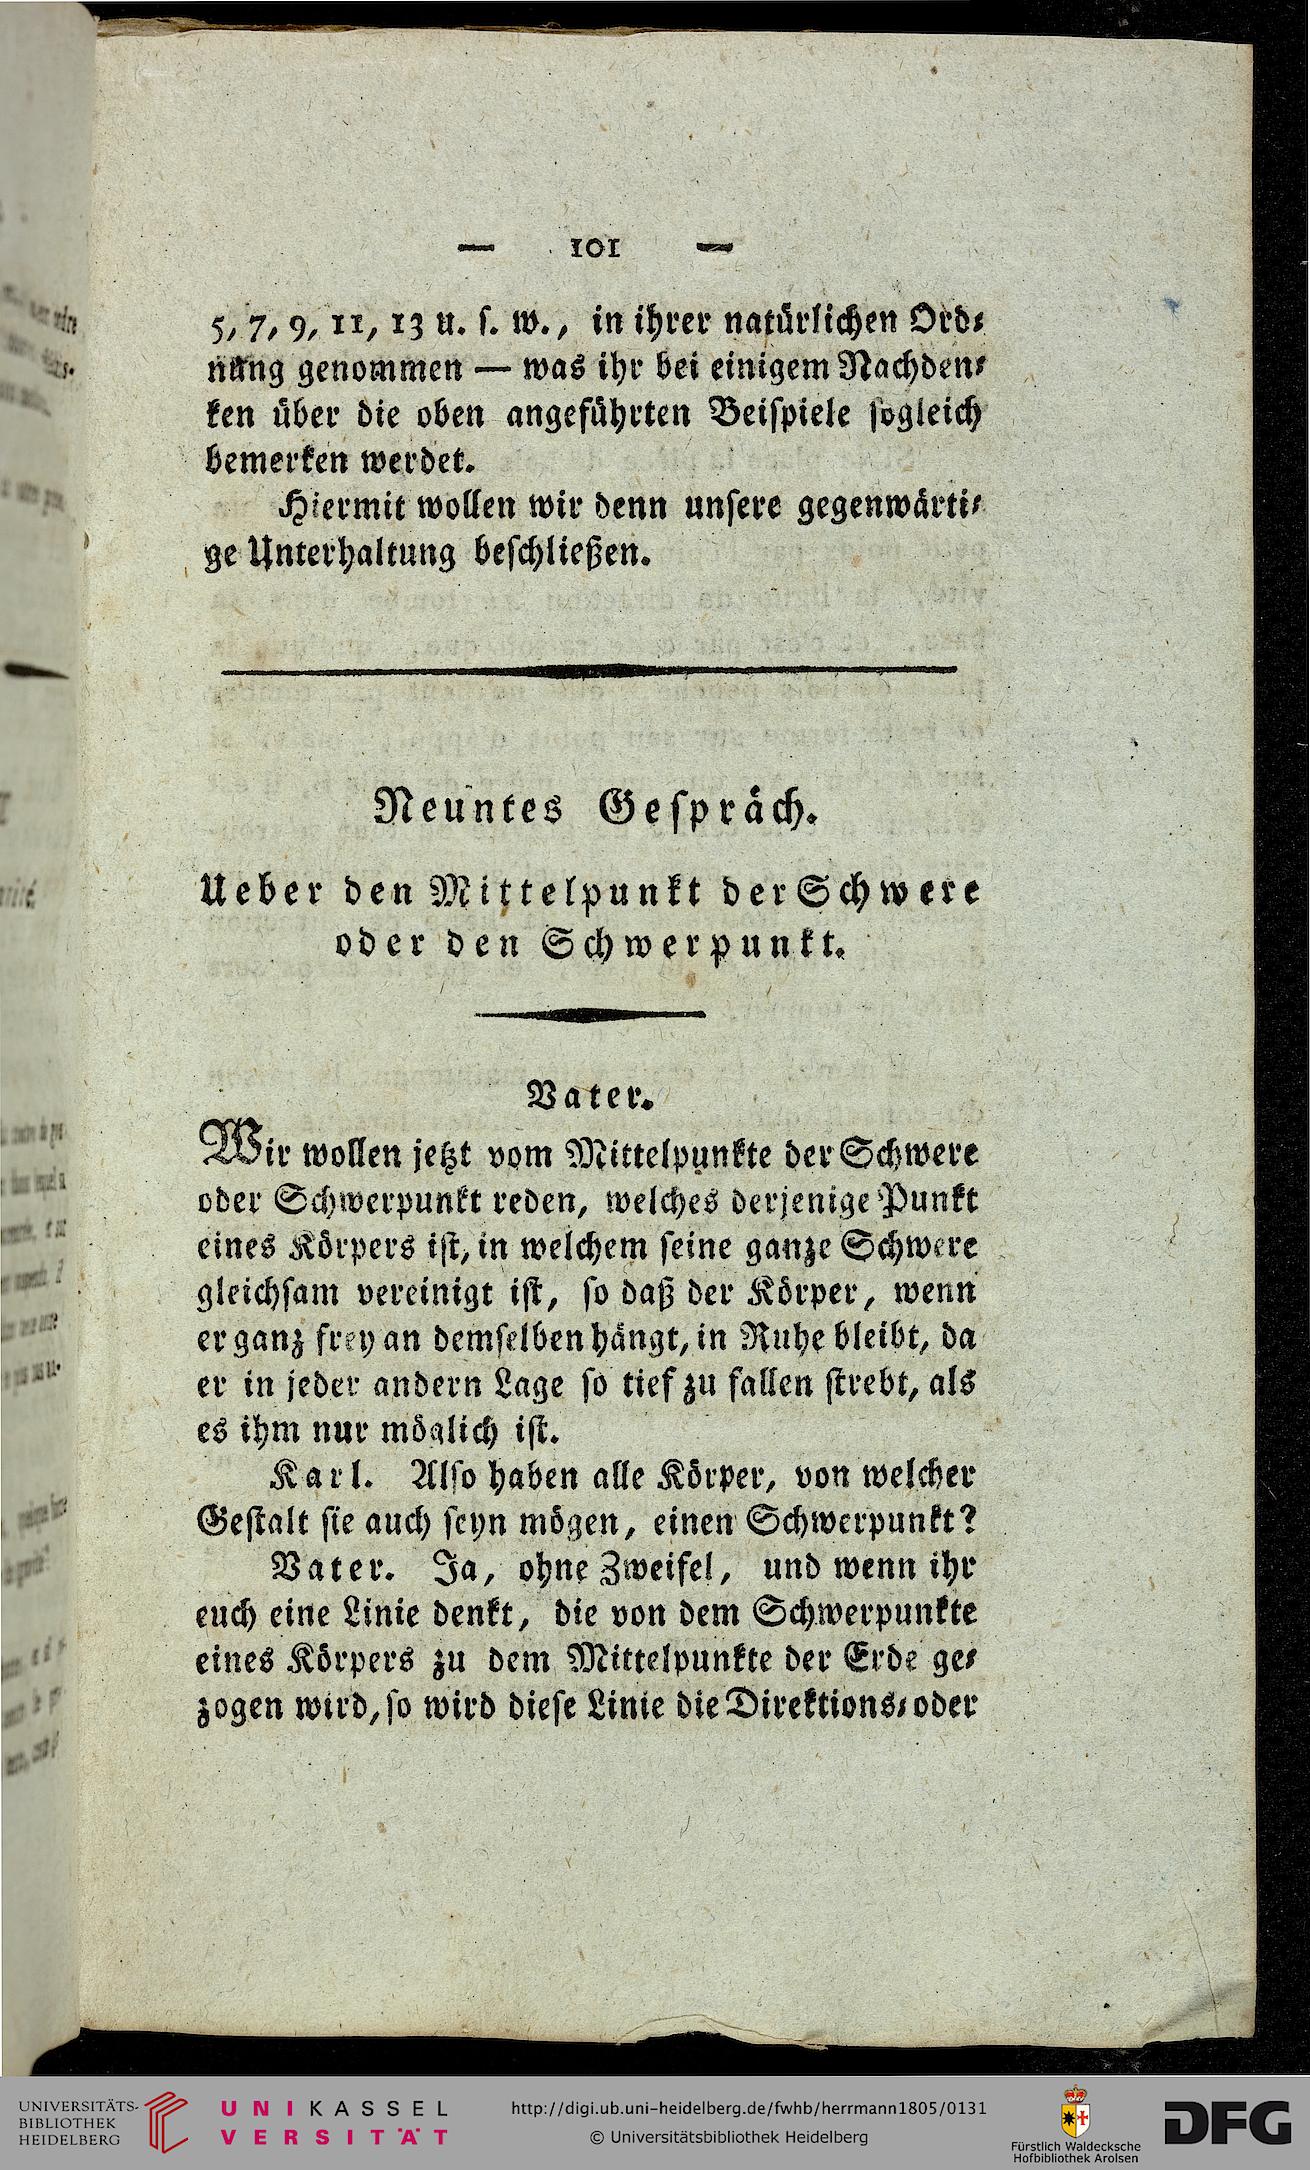 — 101 —
5, 7, 9, 11, 13 u. ſ. w., in ihrer natürlichen Ord⸗
nung genommen — was ihr bei einigem Nachden⸗
ken über die oben angeführten Beiſpiele ſogleich
bemerken werdet.
Hiermit wollen wir denn unſere gegenwärti⸗
ge Unterhaltung beſchließen.
Neuntes Geſpräch.
Ueber den Mittelpunkt der Schwere
oder den Schwerpunkt.
Vater.
Wir wollen jetzt vom Mittelpunkte der Schwere
oder Schwerpunkt reden, welches derjenige Punkt
eines Körpers iſt, in welchem ſeine ganze Schwere
gleichſam vereinigt iſt, ſo daß der Körper, wenn
er ganz frey an demſelben hängt, in Ruhe bleibt, da
er in jeder andern Lage ſo tief zu fallen ſtrebt, als
es ihm nur möglich iſt.
Karl. Alſo haben alle Körper, von welcher
Geſtalt ſie auch ſeyn mögen, einen Schwerpunkt?
Vater. Ja, ohne Zweifel, und wenn ihr
euch eine Linie denkt, die von dem Schwerpunkte
eines Körpers zu dem Mittelpunkte der Erde ge⸗
zogen wird, ſo wird dieſe Linie die Direktions⸗ oder
UNIVERSITÄTS-
BIBLIOTHEK
HEIDELBERG
UNIKASSEL
VERSITÄT
http://digi.ub.uni-heidelberg.de/fwhb/herrmann1805/0131
© Universitätsbibliothek Heidelberg
Fürstlich Waldecksche
Hofbibliothek Arolsen
DFG